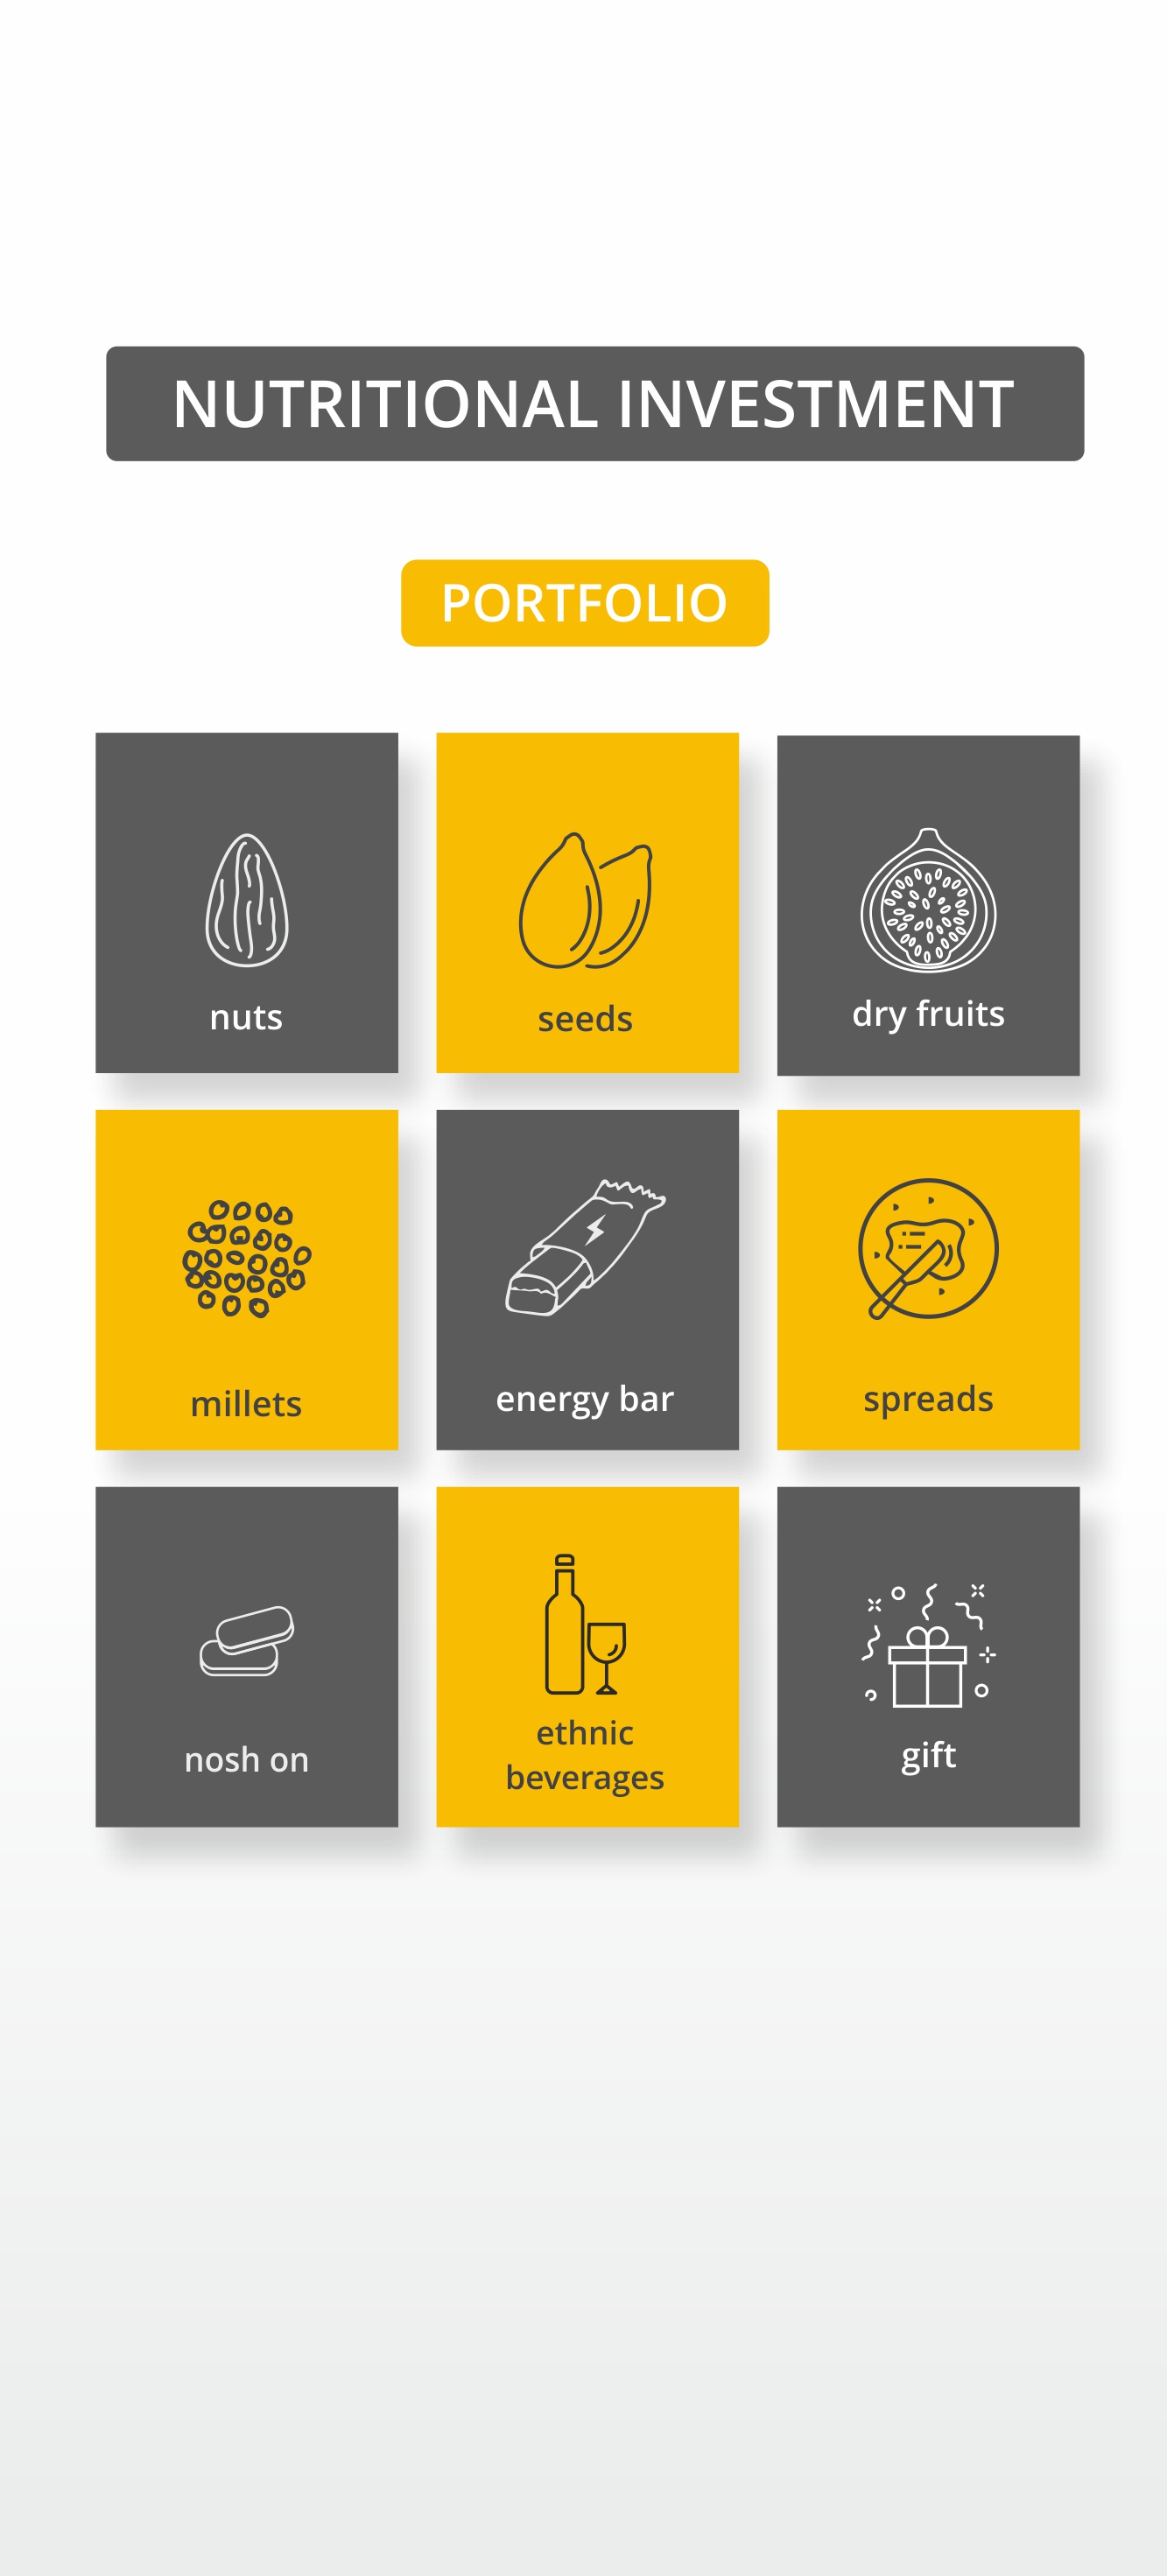 NUTRITIONAL INVESTMENT
PORTFOLIO
nuts
seeds
dry fruits
millets
energy bar
spreads
nosh on
ethnic
beverages
gift